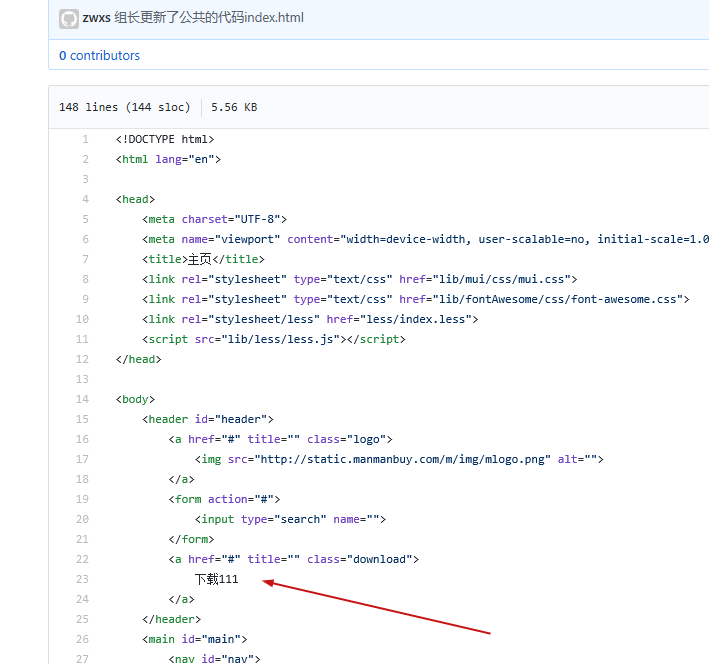 zwxs 组长更新了公共的代码index.html
0 contributors
148 lines (144 sloc) 5.56 KB
1 <!DOCTYPE html>
2 <html lang="en">
3
4 <head>
5 <meta charset="UTF-8">
6 <meta name="viewport" content="width=device-width, user-scalable=no, initial-scale=1.0
7 <title>主页</title>
8 <link rel="stylesheet" type="text/css" href="lib/mui/css/mui.css">
9 <link rel="stylesheet" type="text/css" href="lib/fontAwesome/css/font-awesome.css">
10 <link rel="stylesheet/less" href="less/index.less">
11 <script src="lib/less/less.js"></script>
12 </head>
13
14 <body>
15 <header id="header">
16 <a href="#" title="" class="logo">
17 <img src="http://static.manmanbuy.com/m/img/mlogo.png" alt="">
18 </a>
19 <form action="#">
20 <input type="search" name="">
21 </form>
22 <a href="#" title="" class="download">
23 下载111
24 </a>
25 </header>
26 <main id="main">
27 <nav id="nav">